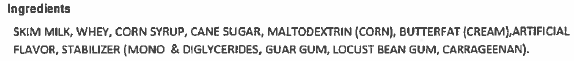 Ingredients
SKIM MILK, WHEY, CORN SYRUP, CANE SUGAR, MALTODEXTRIN (CORN), BUTTERFAT (CREAM),ARTIFICIAL
FLAVOR, STABILIZER (MONO & DIGLYCERIDES, GUAR GUM, LOCUST BEAN GUM, CARRAGEENAN).